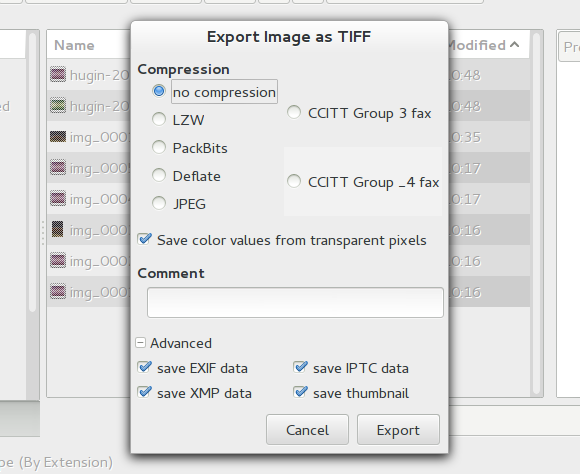 Export Image as TIFF
Name
Modified
Pre
Compression
no compression
LZW
PackBits
Deflate
JPEG
CCITT Group 3 fax
CCITT Group _4 fax
Save color values from transparent pixels
Comment
Advanced
save EXIF data
save IPTC data
save XMP data
save thumbnail
Cancel
Export
hugin-20
0:48
hugin-20
0:48
img_000
0:35
img_000
0:17
img_000
0:17
img_000
0:16
img_000
0:16
img_000
0:16
pe (By Extension)